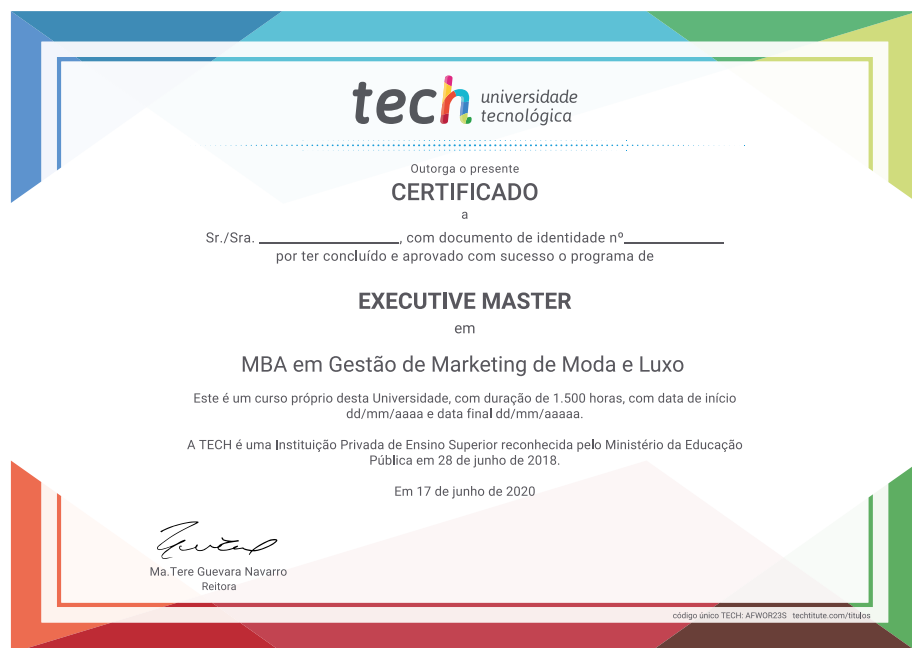 tech universidade
tecnológica
Outorga o presente
CERTIFICADO
a
Sr./Sra. ____________________, com documento de identidade nº______________
por ter concluído e aprovado com sucesso o programa de
EXECUTIVE MASTER
em
MBA em Gestão de Marketing de Moda e Luxo
Este é um curso próprio desta Universidade, com duração de 1.500 horas, com data de início
dd/mm/aaaa e data final dd/mm/aaaaa.
A TECH é uma Instituição Privada de Ensino Superior reconhecida pelo Ministério da Educação
Pública em 28 de junho de 2018.
Em 17 de junho de 2020
Ma.Tere Guevara Navarro
Reitora
código único TECH: AFWOR23S techtitute.com/titulos